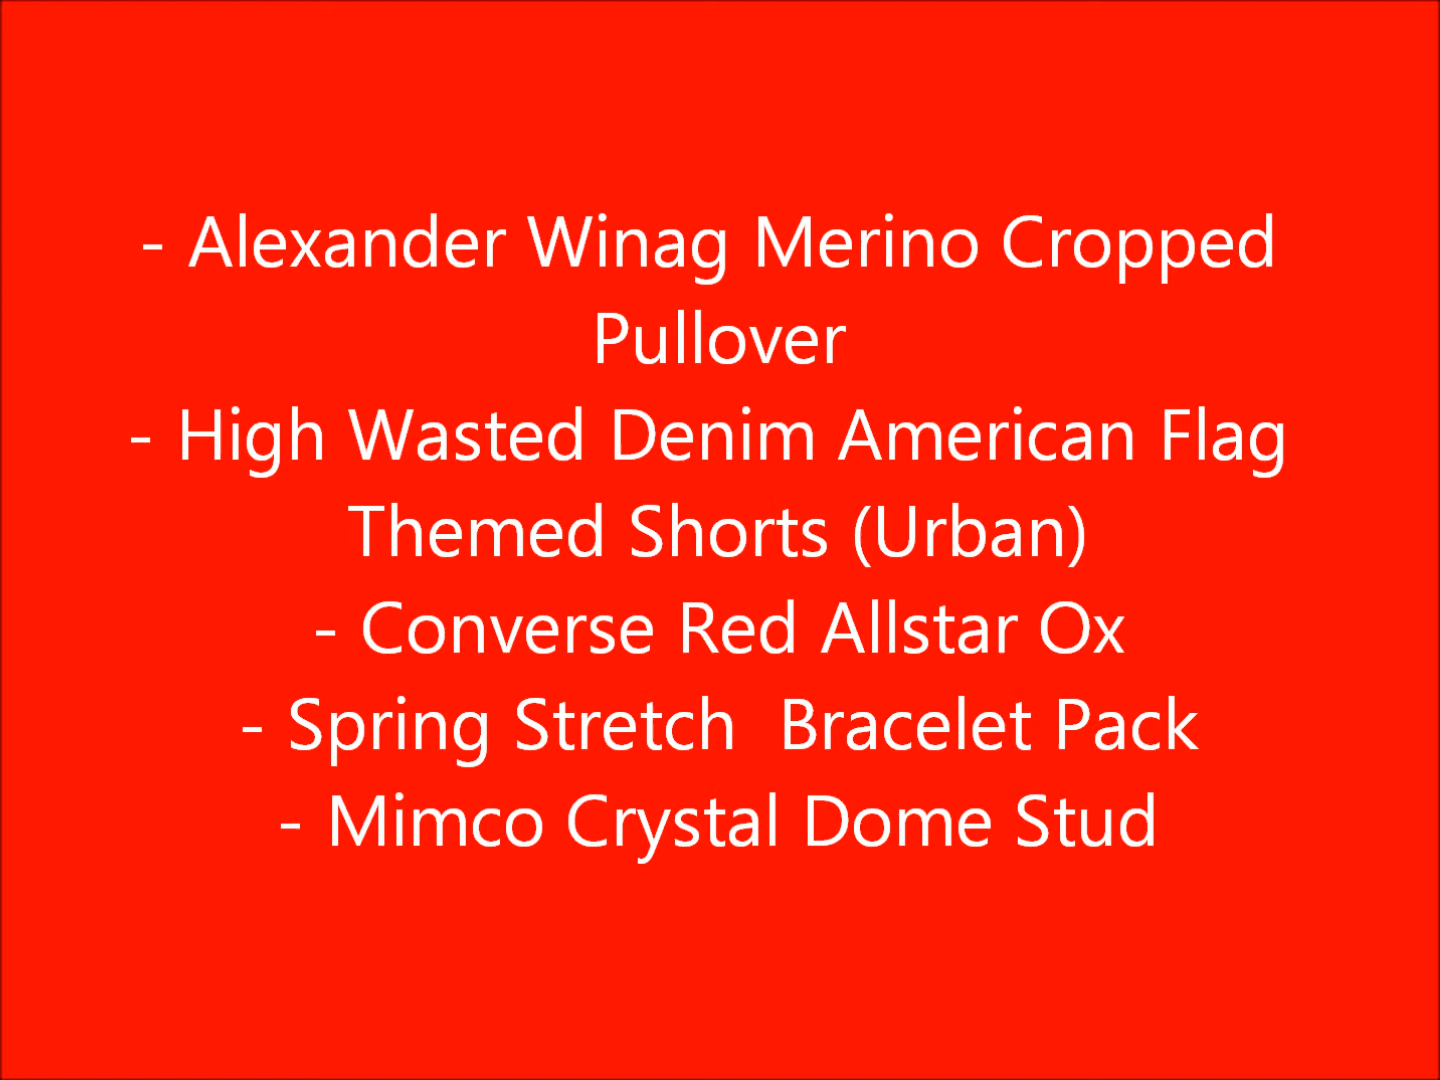 - Alexander Winag Merino Cropped
Pullover
- High Wasted Denim American Flag
Themed Shorts (Urban)
- Converse Red Allstar Ox
- Spring Stretch  Bracelet Pack
- Mimco Crystal Dome Stud